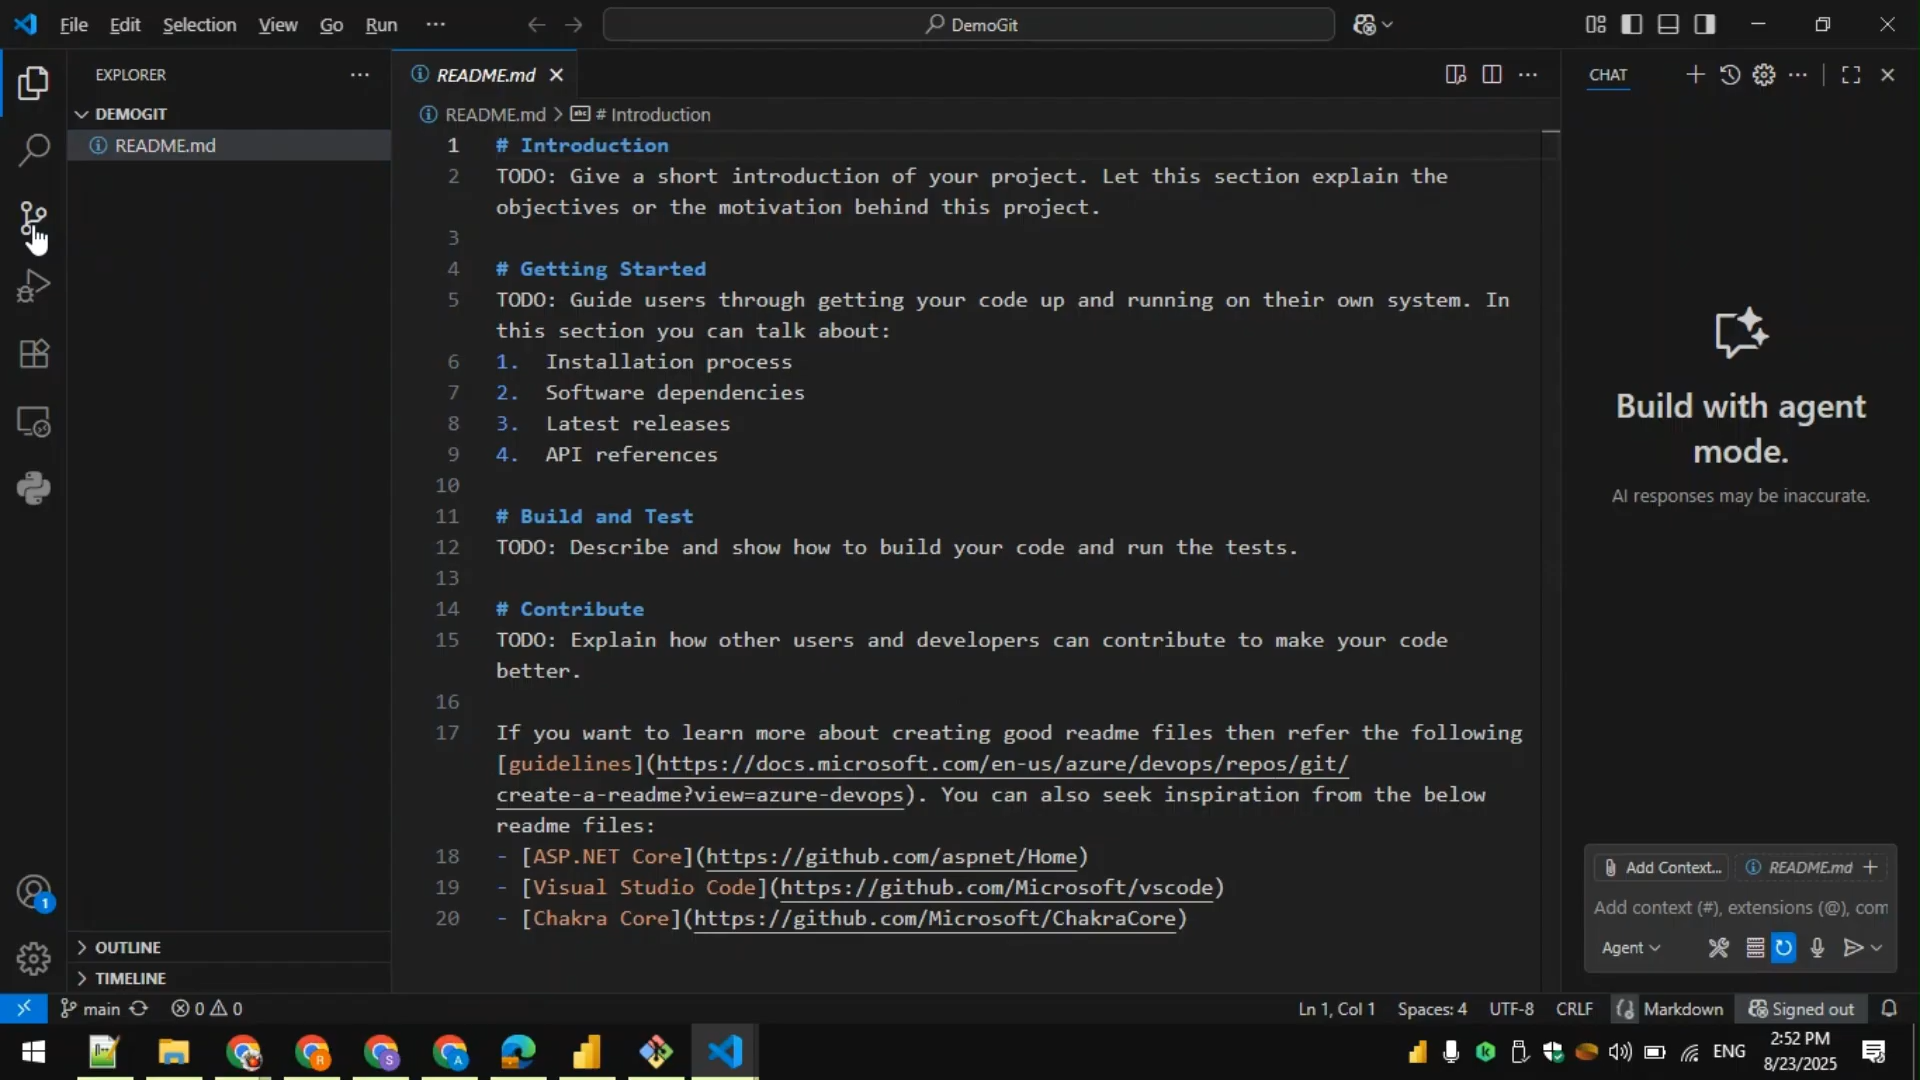 File Edit Selection View Go Run ···
DemoGit
EXPLORER ···
DEMOGIT
README.md
README.md
README.md > # Introduction
1 # Introduction
2 TODO: Give a short introduction of your project. Let this section explain the
objectives or the motivation behind this project.
3
4 # Getting Started
5 TODO: Guide users through getting your code up and running on their own system. In
this section you can talk about:
6 1. Installation process
7 2. Software dependencies
8 3. Latest releases
9 4. API references
10
11 # Build and Test
12 TODO: Describe and show how to build your code and run the tests.
13
14 # Contribute
15 TODO: Explain how other users and developers can contribute to make your code
better.
16
17 If you want to learn more about creating good readme files then refer the following
[guidelines](https://docs.microsoft.com/en-us/azure/devops/repos/git/
create-a-readme?view=azure-devops). You can also seek inspiration from the below
readme files:
18 - [ASP.NET Core](https://github.com/aspnet/Home)
19 - [Visual Studio Code](https://github.com/Microsoft/vscode)
20 - [Chakra Core](https://github.com/Microsoft/ChakraCore)
CHAT
Build with agent
mode.
AI responses may be inaccurate.
Add Context... README.md +
Add context (#), extensions (@), com
Agent
1
OUTLINE
TIMELINE
main 0 0
Ln 1, Col 1 Spaces: 4 UTF-8 CRLF Markdown Signed out
ENG
2:52 PM
8/23/2025